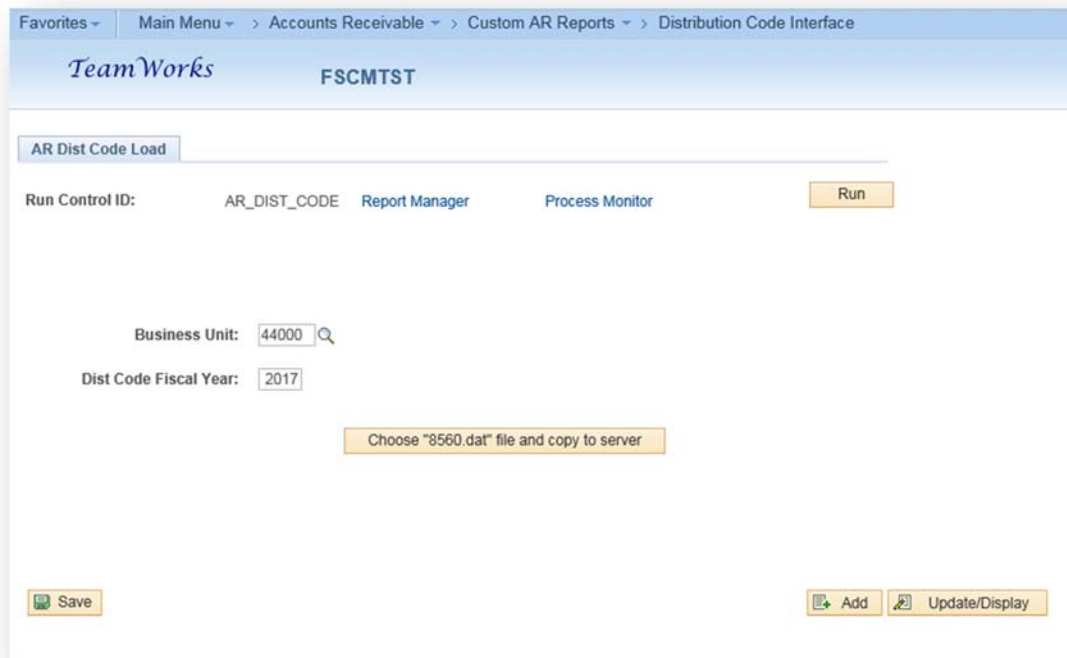 Favorites Main Menu > Accounts Receivable > Custom AR Reports > Distribution Code Interface
TeamWorks FSCMTST
AR Dist Code Load
Run Control ID: AR_DIST_CODE Report Manager Process Monitor Run
Business Unit: 44000
Dist Code Fiscal Year: 2017
Choose "8560.dat" file and copy to server
Save Add Update/Display